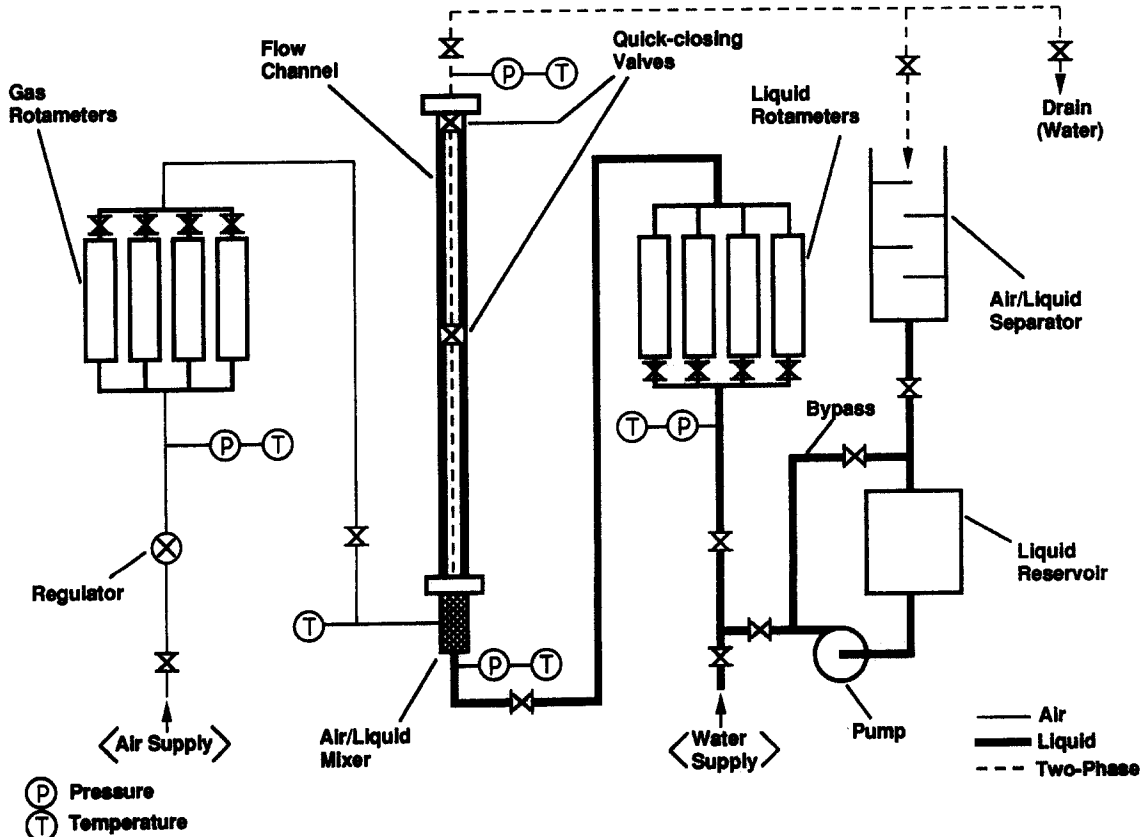 Flow
Channel
Quick-closing
Valves
P
T
Gas
Rotameters
Liquid
Rotameters
Drain
(Water)
Air/Liquid
Separator
Bypass
P
T
T
P
Regulator
Liquid
Reservoir
T
P
T
Air Supply
Air/Liquid
Mixer
Water
Supply
Pump
Air
Liquid
Two-Phase
P Pressure
T Temperature